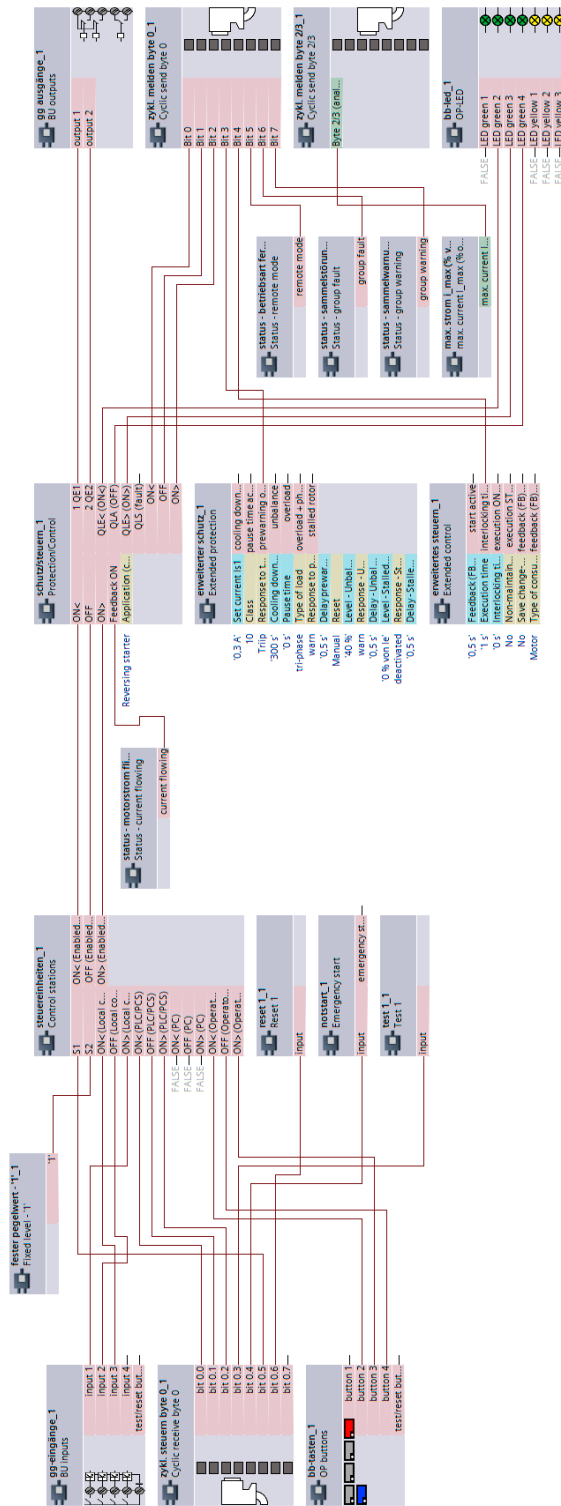 gg-eingänge_1
BU inputs
input 1
input 2
input 3
input 4
test/reset but...
zykl. steuern byte 0_1
Cyclic receive byte 0
bit 0.0
bit 0.1
bit 0.2
bit 0.3
bit 0.4
bit 0.5
bit 0.6
bit 0.7
bb-tasten_1
OP buttons
button 1
button 2
button 3
button 4
test/reset but...
fester pegelwert - '1'_1
Fixed level - '1'
'1'
steuereinheiten_1
Control stations
S1 ON< (Enabled...
S2 OFF (Enabled...
ON< (Local c... ON> (Enabled...
OFF (Local co...
ON> (Local c...
ON< (PLC/PCS)
OFF (PLC/PCS)
ON> (PLC/PCS)
FALSE ON< (PC)
FALSE OFF (PC)
FALSE ON> (PC)
ON< (Operat...
OFF (Operato...
ON> (Operat...
reset 1_1
Reset 1
input
notstart_1
Emergency start
input emergency st...
test 1_1
Test 1
input
status - motorstrom fli...
Status - current flowing
current flowing
schutz/steuern_1
Protection/Control
ON< 1 QE1
OFF 2 QE2
ON> QLE< (ON<)
Feedback ON QLA (OFF)
Reversing starter Application (c... QLE> (ON>)
QLS (fault)
ON<
OFF
ON>
erweiterter schutz_1
Extended protection
'0,3 A' Set current is1 cooling down...
10 Class pause time ac...
Triip Response to t... prewarning o...
'300 s' Cooling down... unbalance
'0 s' Pause time overload
tri-phase Type of load overload + ph...
warn Response to p... stalled rotor
'0,5 s' Delay prewar...
Manual Reset
'40 %' Level - Unbal...
warn Response - U...
'0,5 s' Delay - Unbal...
'0 % von Ie' Level - Stalled...
deactivated Response - St...
'0,5 s' Delay - Stalle...
erweitertes steuern_1
Extended control
'0,5 s' Feedback (FB... start active
'1 s' Execution time interlocking ti...
'0 s' Interlocking ti... execution ON...
No Non-maintain... execution ST...
No Save change-... feedback (FB)...
Motor Type of consu... feedback (FB)...
status - betriebsart fer...
Status - remote mode
remote mode
status - sammelstörun...
Status - group fault
group fault
status - sammelwarnu...
Status - group warning
group warning
max. strom i_max (% v...
max. current I_max (% o...
max. current I...
gg ausgänge_1
BU outputs
output 1
output 2
zykl. melden byte 0_1
Cyclic send byte 0
Bit 0
Bit 1
Bit 2
Bit 3
Bit 4
Bit 5
Bit 6
Bit 7
zykl. melden byte 2/3_1
Cyclic send byte 2/3
Byte 2/3 (anal...
bb-led_1
OP-LED
FALSE LED green 1
LED green 2
LED green 3
LED green 4
FALSE LED yellow 1
FALSE LED yellow 2
FALSE LED yellow 3